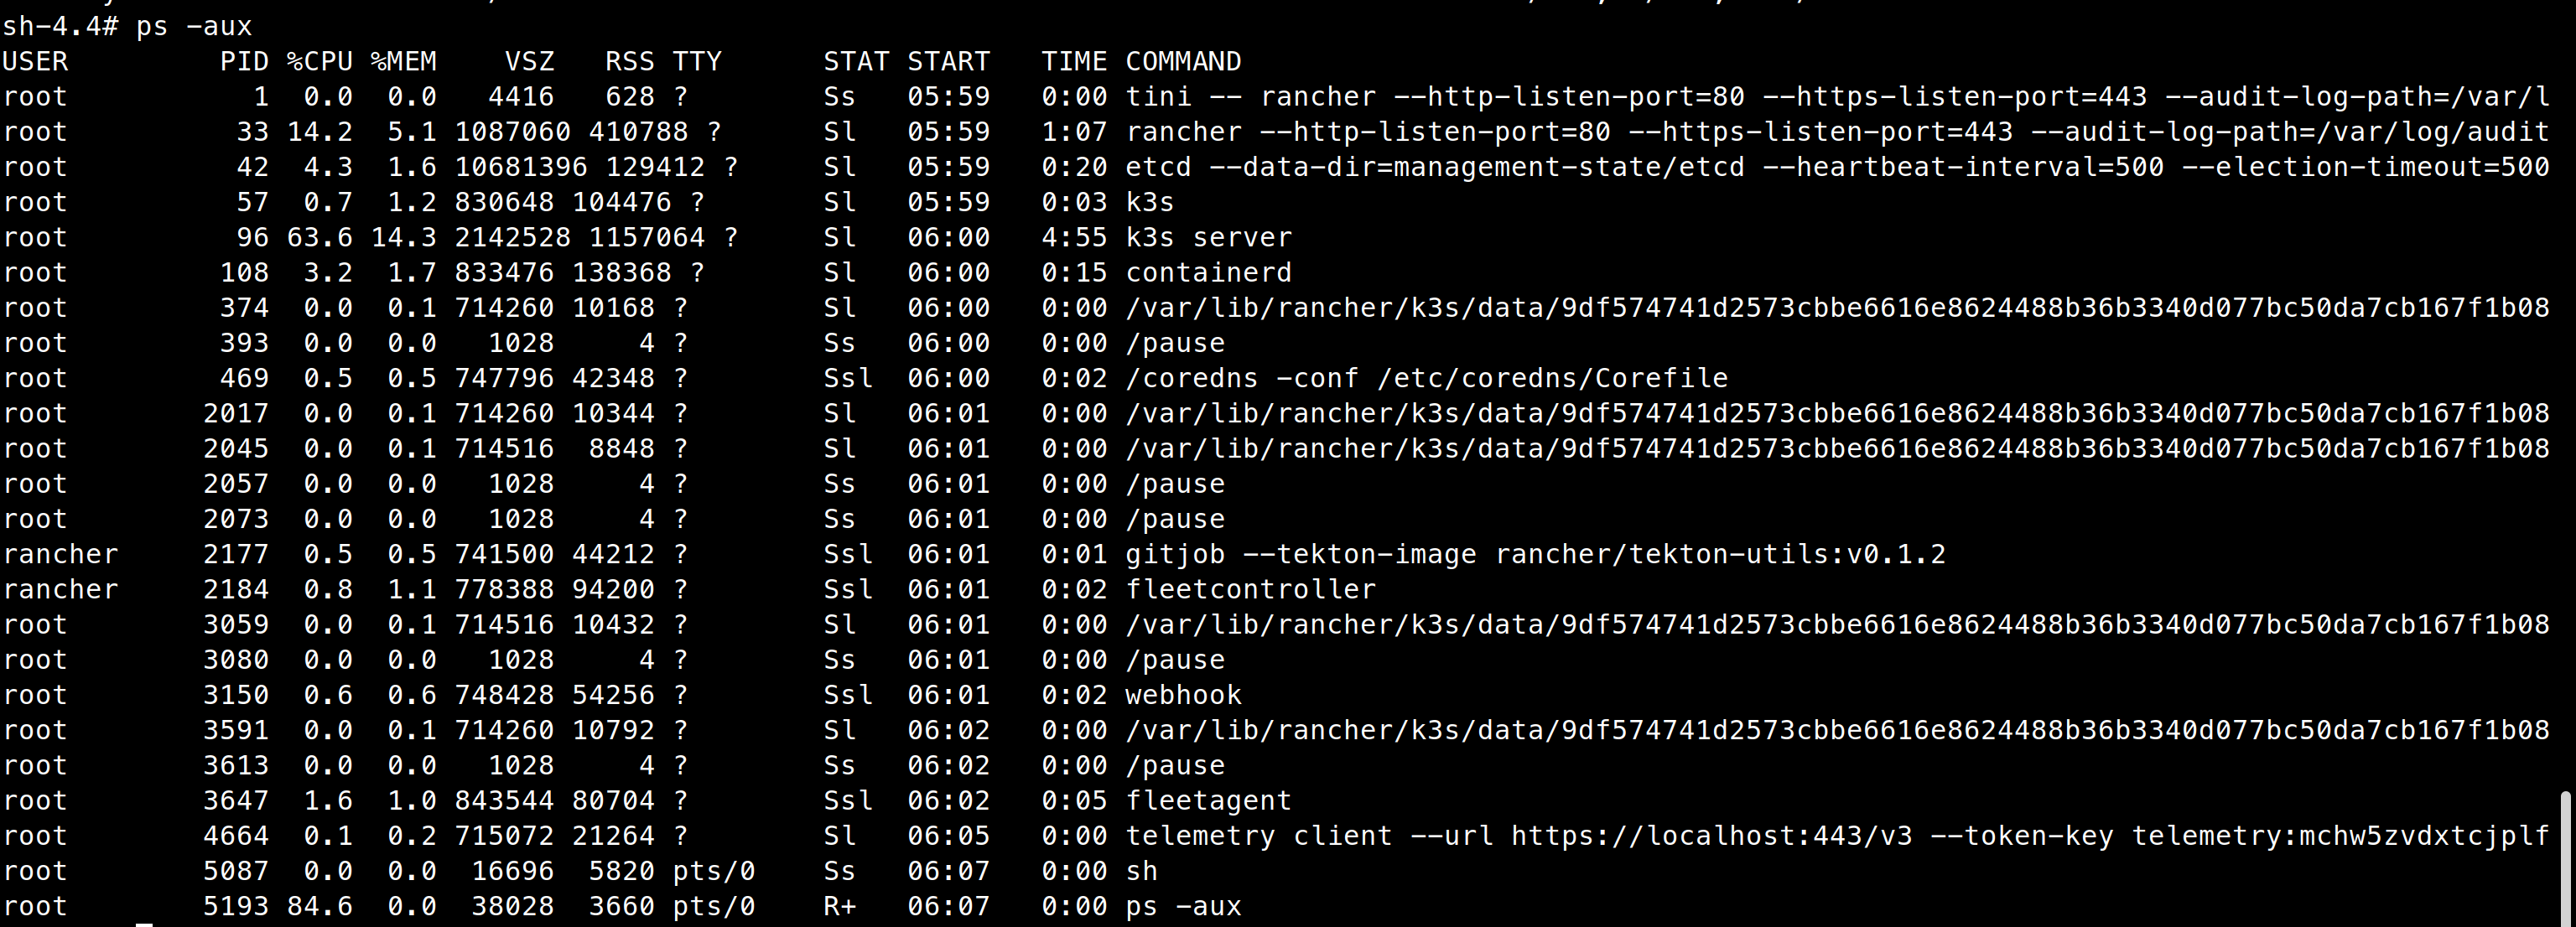 sh-4.4# ps -aux
USER         PID %CPU %MEM    VSZ   RSS TTY      STAT START   TIME COMMAND
root           1  0.0  0.0   4416   628 ?        Ss   05:59   0:00 tini -- rancher --http-listen-port=80 --https-listen-port=443 --audit-log-path=/var/l
root          33 14.2  5.1 1087060 410788 ?      Sl   05:59   1:07 rancher --http-listen-port=80 --https-listen-port=443 --audit-log-path=/var/log/audit
root          42  4.3  1.6 10681396 129412 ?     Sl   05:59   0:20 etcd --data-dir=management-state/etcd --heartbeat-interval=500 --election-timeout=500
root          57  0.7  1.2 830648 104476 ?       Sl   05:59   0:03 k3s
root          96 63.6 14.3 2142528 1157064 ?     Sl   06:00   4:55 k3s server
root         108  3.2  1.7 833476 138368 ?       Sl   06:00   0:15 containerd
root         374  0.0  0.1 714260 10168 ?        Sl   06:00   0:00 /var/lib/rancher/k3s/data/9df574741d2573cbbe6616e8624488b36b3340d077bc50da7cb167f1b08
root         393  0.0  0.0   1028     4 ?        Ss   06:00   0:00 /pause
root         469  0.5  0.5 747796 42348 ?        Ssl  06:00   0:02 /coredns -conf /etc/coredns/Corefile
root        2017  0.0  0.1 714260 10344 ?        Sl   06:01   0:00 /var/lib/rancher/k3s/data/9df574741d2573cbbe6616e8624488b36b3340d077bc50da7cb167f1b08
root        2045  0.0  0.1 714516  8848 ?        Sl   06:01   0:00 /var/lib/rancher/k3s/data/9df574741d2573cbbe6616e8624488b36b3340d077bc50da7cb167f1b08
root        2057  0.0  0.0   1028     4 ?        Ss   06:01   0:00 /pause
root        2073  0.0  0.0   1028     4 ?        Ss   06:01   0:00 /pause
rancher     2177  0.5  0.5 741500 44212 ?        Ssl  06:01   0:01 gitjob --tekton-image rancher/tekton-utils:v0.1.2
rancher     2184  0.8  1.1 778388 94200 ?        Ssl  06:01   0:02 fleetcontroller
root        3059  0.0  0.1 714516 10432 ?        Sl   06:01   0:00 /var/lib/rancher/k3s/data/9df574741d2573cbbe6616e8624488b36b3340d077bc50da7cb167f1b08
root        3080  0.0  0.0   1028     4 ?        Ss   06:01   0:00 /pause
root        3150  0.6  0.6 748428 54256 ?        Ssl  06:01   0:02 webhook
root        3591  0.0  0.1 714260 10792 ?        Sl   06:02   0:00 /var/lib/rancher/k3s/data/9df574741d2573cbbe6616e8624488b36b3340d077bc50da7cb167f1b08
root        3613  0.0  0.0   1028     4 ?        Ss   06:02   0:00 /pause
root        3647  1.6  1.0 843544 80704 ?        Ssl  06:02   0:05 fleetagent
root        4664  0.1  0.2 715072 21264 ?        Sl   06:05   0:00 telemetry client --url https://localhost:443/v3 --token-key telemetry:mchw5zvdxtcjplf
root        5087  0.0  0.0  16696  5820 pts/0    Ss   06:07   0:00 sh
root        5193 84.6  0.0  38028  3660 pts/0    R+   06:07   0:00 ps -aux